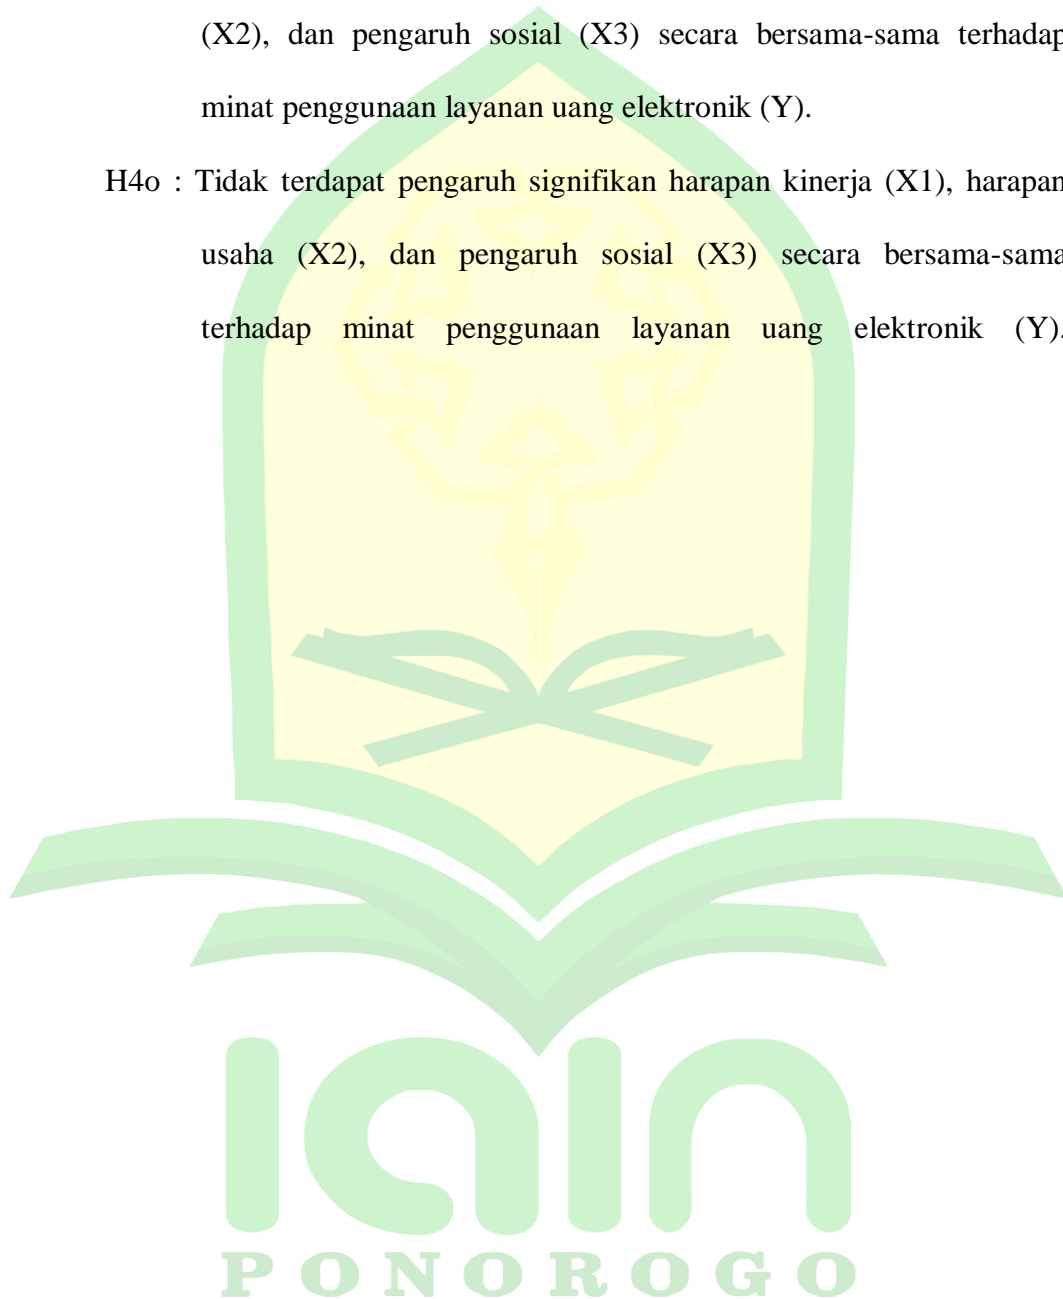 (X2), dan pengaruh sosial (X3) secara bersama-sama terhadap
minat penggunaan layanan uang elektronik (Y).
H4o : Tidak terdapat pengaruh signifikan harapan kinerja (X1), harapan
usaha (X2), dan pengaruh sosial (X3) secara bersama-sama
terhadap minat penggunaan layanan uang elektronik (Y).
IAIN
PONOROGO